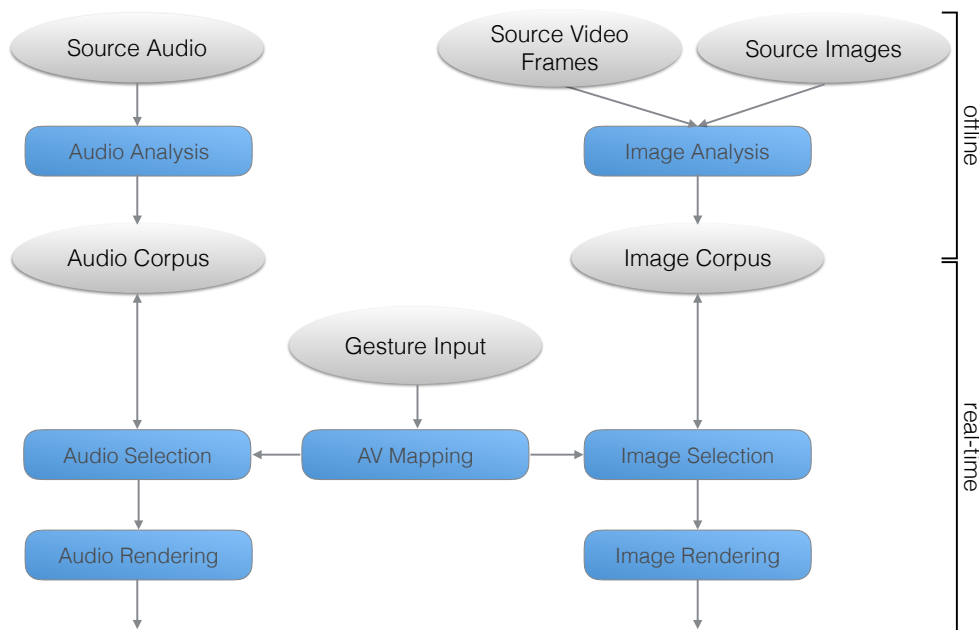 Source Audio
Source Video
Frames
Source Images
offline
Audio Analysis
Image Analysis
Audio Corpus
Image Corpus
Gesture Input
real-time
Audio Selection
AV Mapping
Image Selection
Audio Rendering
Image Rendering